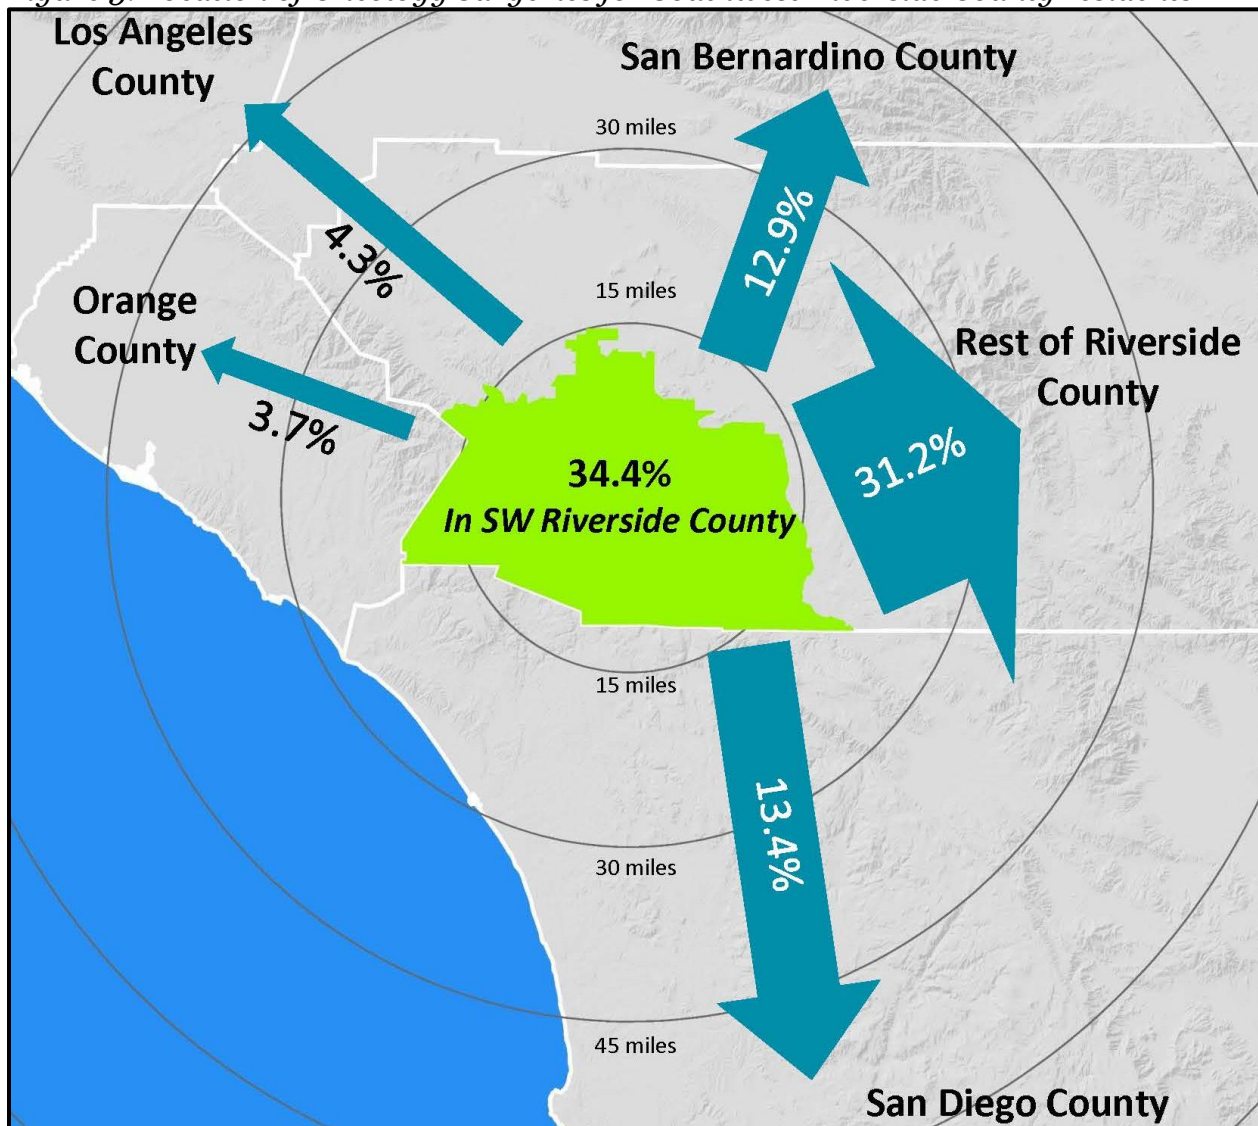 Los Angeles
County
San Bernardino County
30 miles
12.9%
4.3%
15 miles
Orange
County
Rest of Riverside
County
3.7%
31.2%
34.4%
In SW Riverside County
15 miles
13.4%
30 miles
45 miles
San Diego County